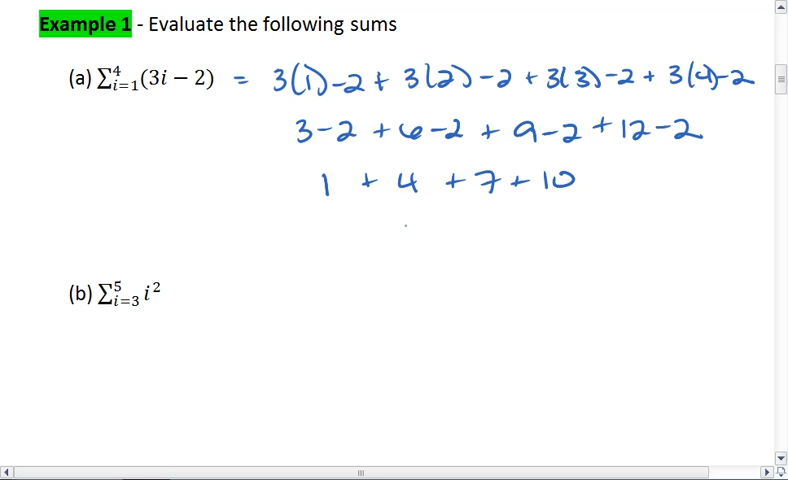 Example 1 - Evaluate the following sums
(a) ∑⁴ᵢ₌₁(3i − 2) = 3(1)-2 + 3(2)-2 + 3(3)-2 + 3(4)-2
3-2 + 6-2 + 9-2 + 12-2
1 + 4 + 7 + 10
(b) ∑⁵ᵢ₌₃ i²